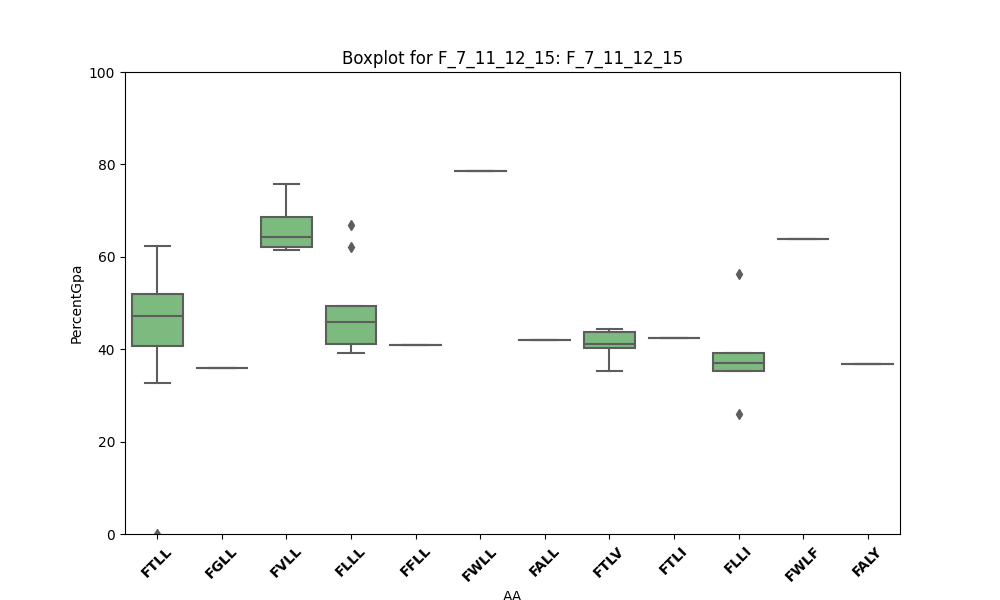 Boxplot for F_7_11_12_15: F_7_11_12_15
100
80
60
40
20
0
PercentGpa
FTLL
FGLL
FVLL
FLLL
FFLL
FWLL
FALL
FTLV
FTLI
FLLI
FWLF
FALY
AA